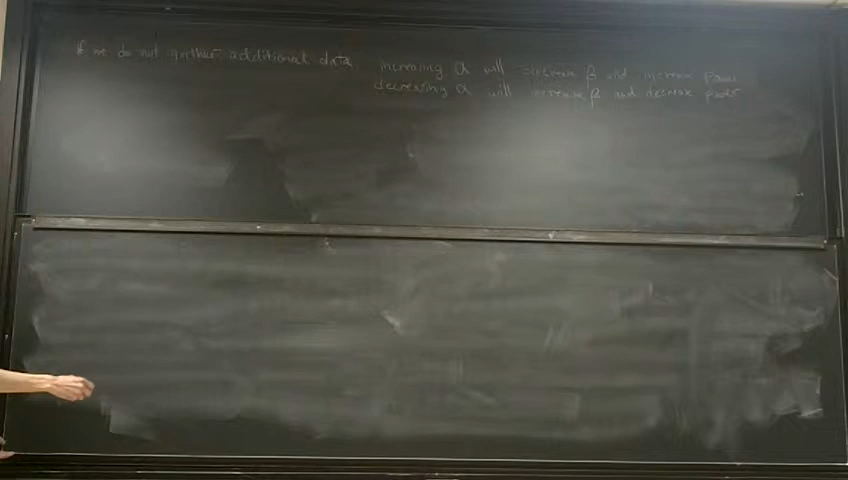 If we do not gather additional data, increasing α will decrease β and increase power
decreasing α will increase β and decrease power